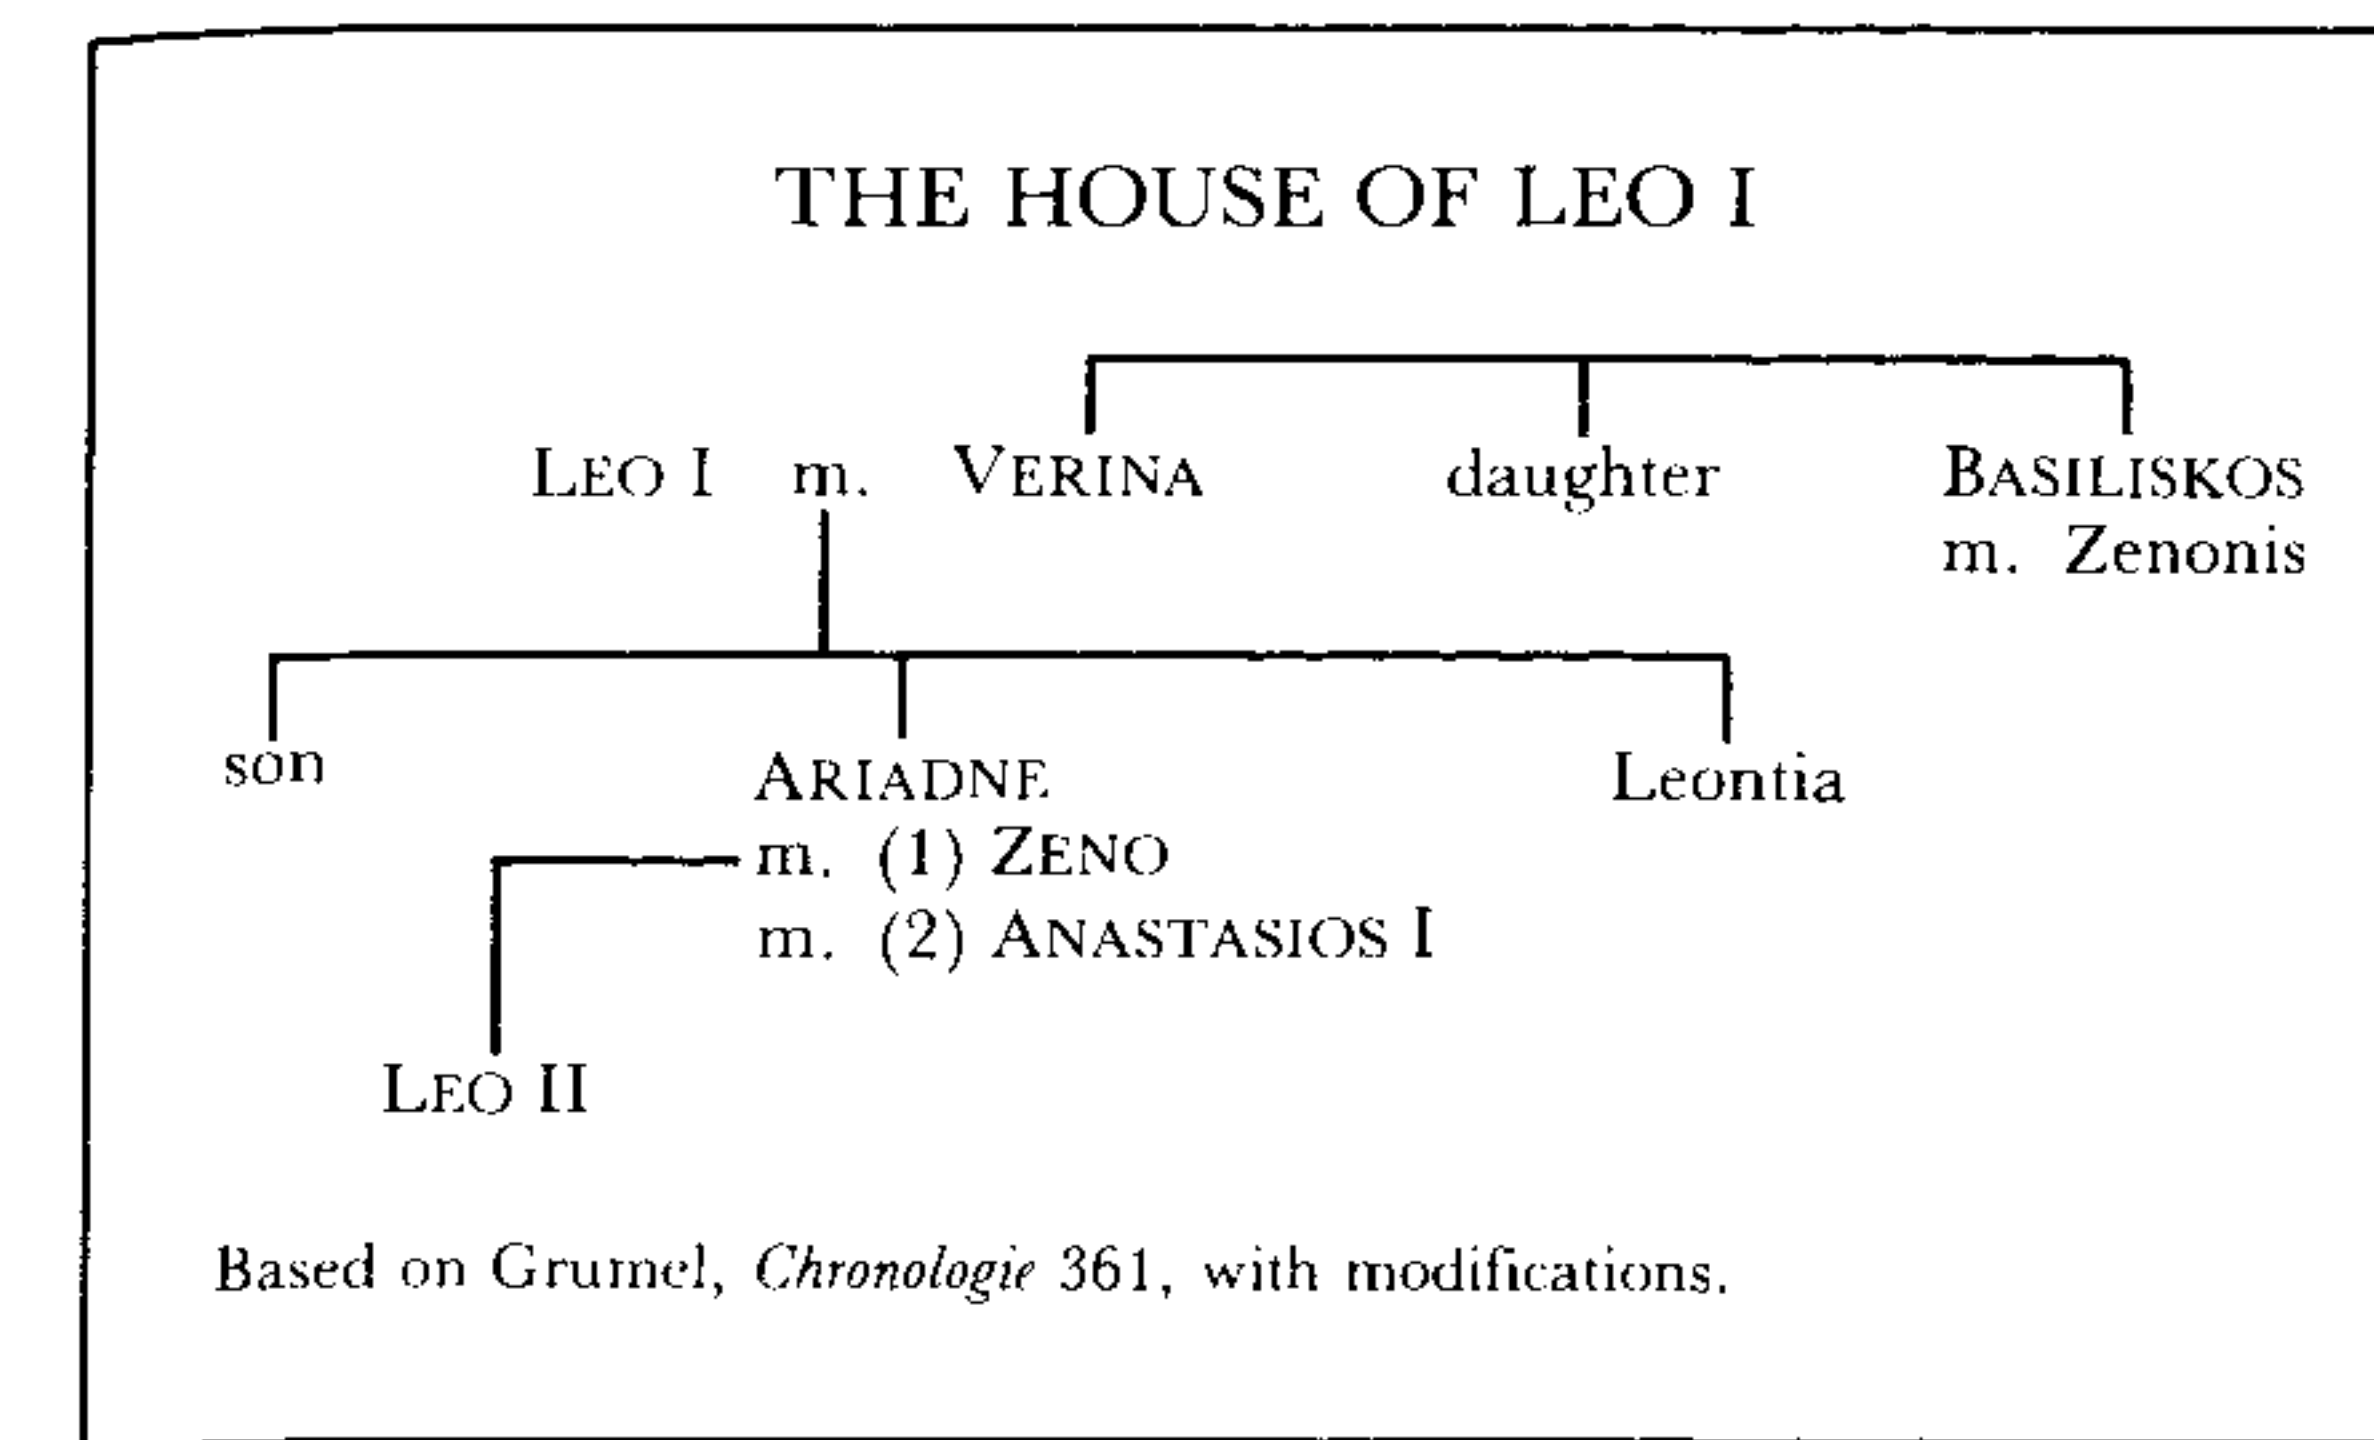 THE HOUSE OF LEO I
LEO I m. VERINA daughter BASILISKOS
m. Zenonis
son ARIADNE Leontia
m. (1) ZENO
m. (2) ANASTASIOS I
LEO II
Based on Grumel, Chronologie 361, with modifications.